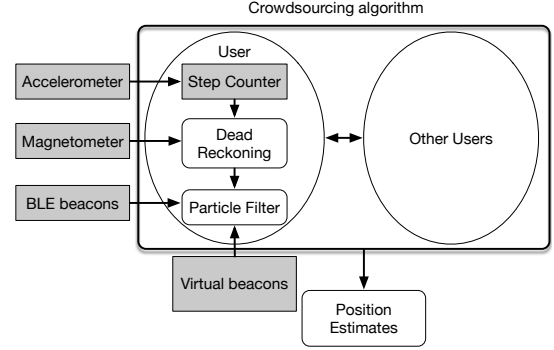 Crowdsourcing algorithm
User
Accelerometer
Step Counter
Magnetometer
Dead
Reckoning
Other Users
BLE beacons
Particle Filter
Virtual beacons
Position
Estimates